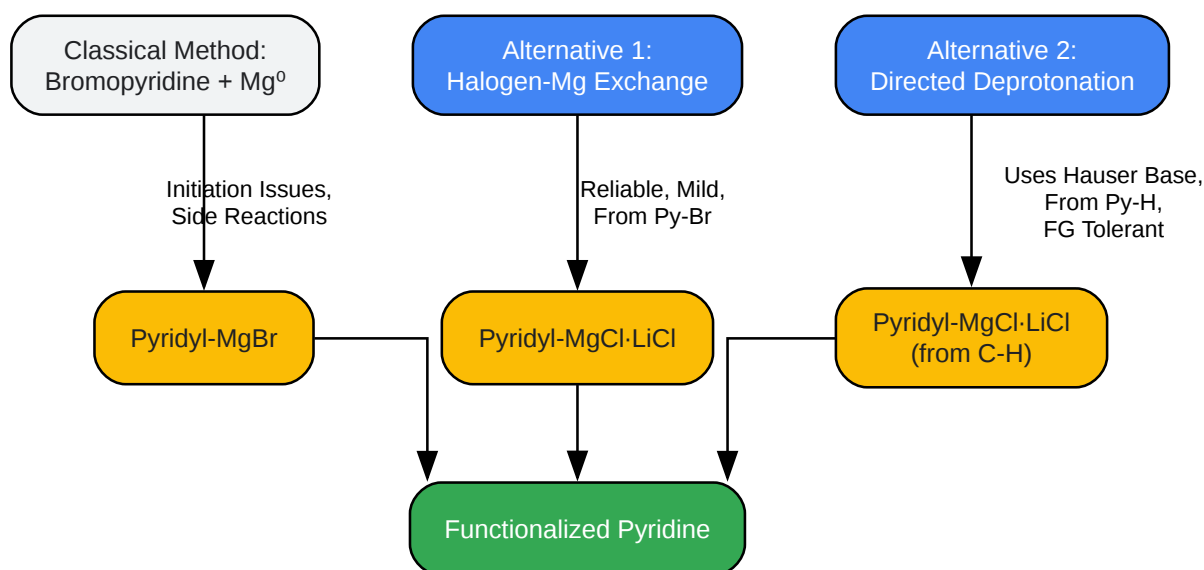 Classical Method:
Bromopyridine + Mg⁰
Alternative 1:
Halogen-Mg Exchange
Alternative 2:
Directed Deprotonation
Initiation Issues,
Side Reactions
Reliable, Mild,
From Py-Br
Uses Hauser Base,
From Py-H,
FG Tolerant
Pyridyl-MgBr
Pyridyl-MgCl·LiCl
Pyridyl-MgCl·LiCl
(from C-H)
Functionalized Pyridine